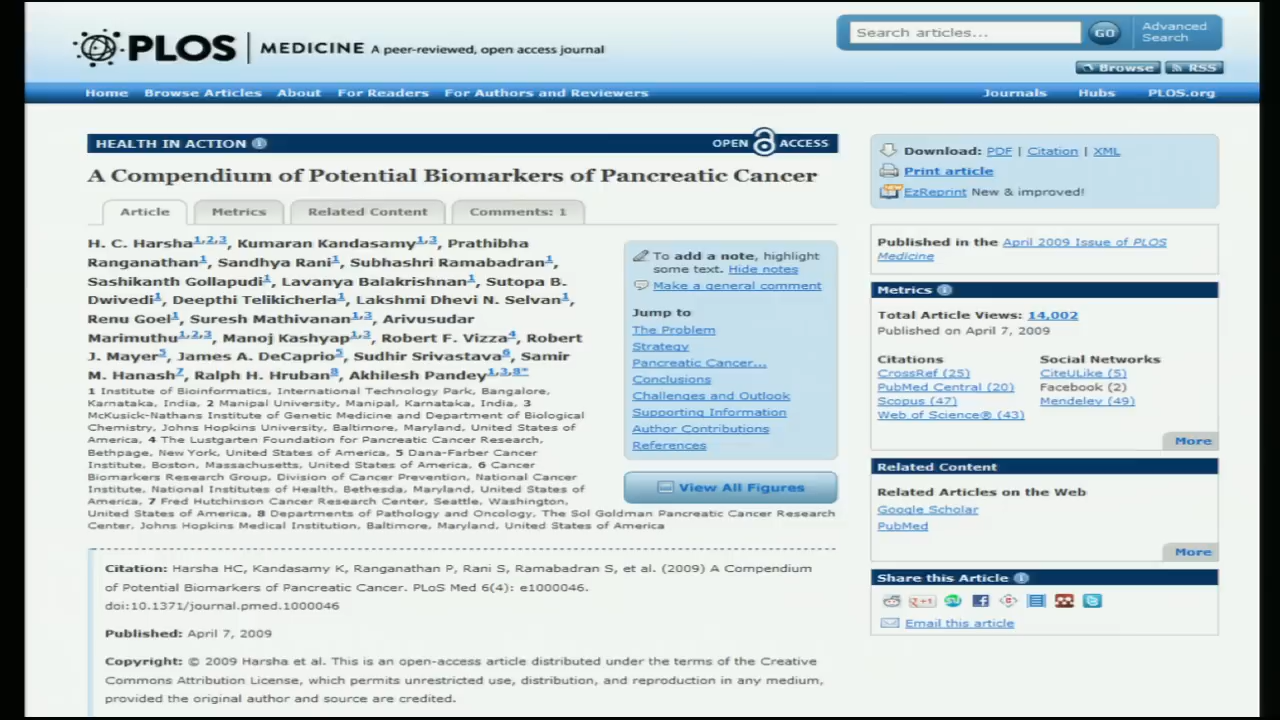 PLOS MEDICINE A peer-reviewed, open access journal
Search articles...
GO
Advanced
Search
Browse
RSS
Home Browse Articles About For Readers For Authors and Reviewers Journals Hubs PLOS.org
HEALTH IN ACTION
OPEN ACCESS
A Compendium of Potential Biomarkers of Pancreatic Cancer
Article Metrics Related Content Comments: 1
H. C. Harsha1,2,3, Kumaran Kandasamy1,3, Prathibha
Ranganathan1, Sandhya Rani1, Subhashri Ramabadran1,
Sashikanth Gollapudi1, Lavanya Balakrishnan1, Sutopa B.
Dwivedi1, Deepthi Telikicherla1, Lakshmi Dhevi N. Selvan1,
Renu Goel1, Suresh Mathivanan1,3, Arivusudar
Marimuthu1,2,3, Manoj Kashyap1,3, Robert F. Vizza4, Robert
J. Mayer5, James A. DeCaprio5, Sudhir Srivastava6, Samir
M. Hanash7, Ralph H. Hruban8, Akhilesh Pandey1,3,8*
1 Institute of Bioinformatics, International Technology Park, Bangalore,
Karnataka, India, 2 Manipal University, Manipal, Karnataka, India, 3
McKusick-Nathans Institute of Genetic Medicine and Department of Biological
Chemistry, Johns Hopkins University, Baltimore, Maryland, United States of
America, 4 The Lustgarten Foundation for Pancreatic Cancer Research,
Bethpage, New York, United States of America, 5 Dana-Farber Cancer
Institute, Boston, Massachusetts, United States of America, 6 Cancer
Biomarkers Research Group, Division of Cancer Prevention, National Cancer
Institute, National Institutes of Health, Bethesda, Maryland, United States of
America, 7 Fred Hutchinson Cancer Research Center, Seattle, Washington,
United States of America, 8 Departments of Pathology and Oncology, The Sol Goldman Pancreatic Cancer Research
Center, Johns Hopkins Medical Institution, Baltimore, Maryland, United States of America
To add a note, highlight
some text. Hide notes
Make a general comment
Jump to
The Problem
Strategy
Pancreatic Cancer...
Conclusions
Challenges and Outlook
Supporting Information
Author Contributions
References
View All Figures
Citation: Harsha HC, Kandasamy K, Ranganathan P, Rani S, Ramabadran S, et al. (2009) A Compendium
of Potential Biomarkers of Pancreatic Cancer. PLoS Med 6(4): e1000046.
doi:10.1371/journal.pmed.1000046
Published: April 7, 2009
Copyright: © 2009 Harsha et al. This is an open-access article distributed under the terms of the Creative
Commons Attribution License, which permits unrestricted use, distribution, and reproduction in any medium,
provided the original author and source are credited.
Download: PDF | Citation | XML
Print article
EzReprint New & improved!
Published in the April 2009 Issue of PLOS
Medicine
Metrics
Total Article Views: 14,002
Published on April 7, 2009
Citations
CrossRef (25)
PubMed Central (20)
Scopus (47)
Web of Science® (43)
Social Networks
CiteULike (5)
Facebook (2)
Mendeley (49)
More
Related Content
Related Articles on the Web
Google Scholar
PubMed
More
Share this Article
+1
Email this article